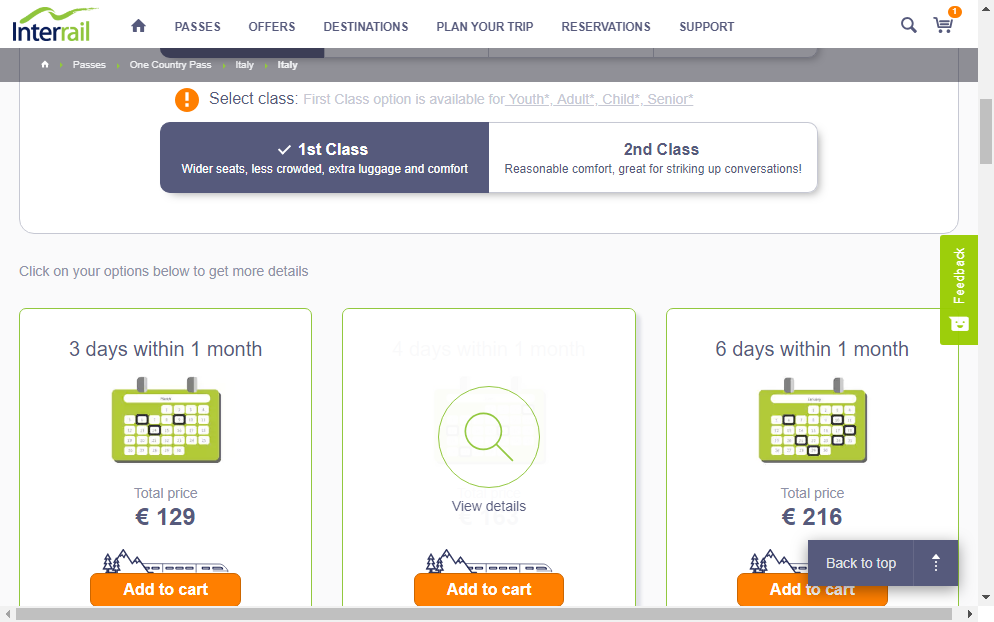 Interrail
PASSES
OFFERS
DESTINATIONS
PLAN YOUR TRIP
RESERVATIONS
SUPPORT
1
Passes
One Country Pass
Italy
Italy
Select class: First Class option is available for Youth*, Adult*, Child*, Senior*
1st Class
Wider seats, less crowded, extra luggage and comfort
2nd Class
Reasonable comfort, great for striking up conversations!
Feedback
Click on your options below to get more details
3 days within 1 month
4 days within 1 month
6 days within 1 month
Total price
View details
Total price
€ 129
€ 216
Back to top
Add to cart
Add to cart
Add to cart